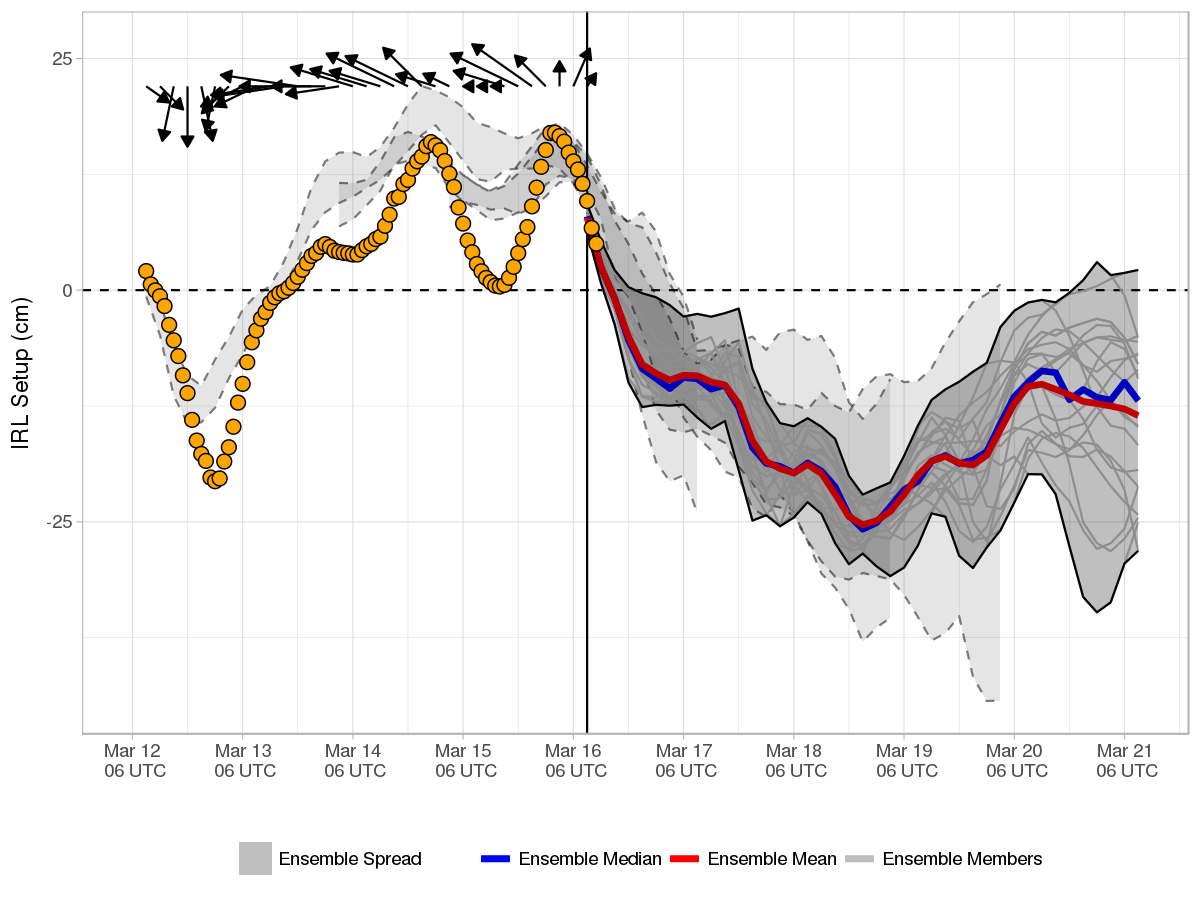 IRL Setup (cm)
25
0
-25
Mar 12 Mar 13 Mar 14 Mar 15 Mar 16 Mar 17 Mar 18 Mar 19 Mar 20 Mar 21
06 UTC 06 UTC 06 UTC 06 UTC 06 UTC 06 UTC 06 UTC 06 UTC 06 UTC 06 UTC
Ensemble Spread Ensemble Median Ensemble Mean Ensemble Members